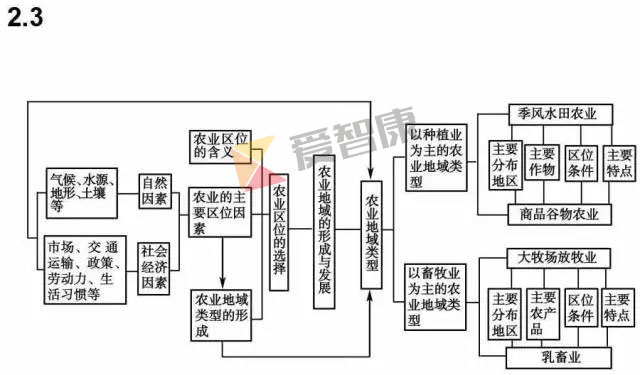 2.3
爱智康
气候、水源、
地形、土壤
等
自然
因素
市场、交通
运输、政策、
劳动力、生
活习惯等
社会
经济
因素
农业区位
的含义
农业的主
要区位因
素
农业地域
类型的形
成
农业区位的选择
农业地域的形成与发展
农业地域类型
以种植业
为主的农
业地域类
型
季风水田农业
主要
分布
地区
主要
作物
区位
条件
主要
特点
商品谷物农业
以畜牧业
为主的农
业地域类
型
大牧场放牧业
主要
分布
地区
主要
农产
品
区位
条件
主要
特点
乳畜业